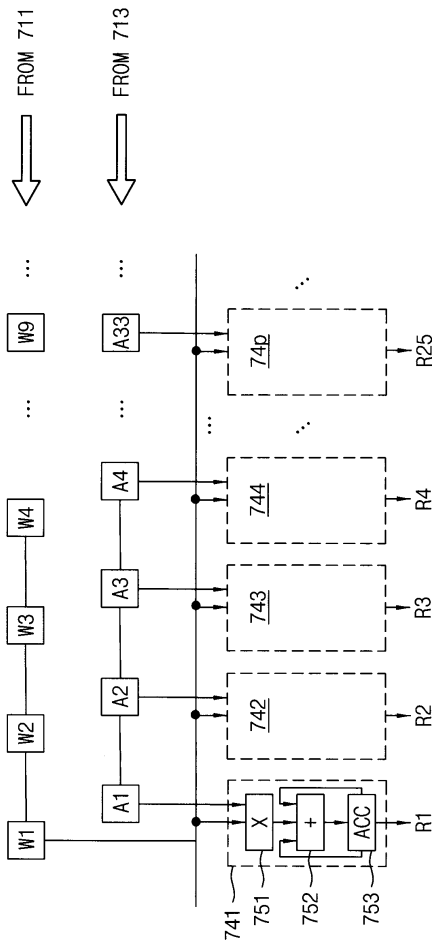 W1 W2 W3 W4 ... W9 ... FROM 711
A1 A2 A3 A4 ... A33 ... FROM 713
...
741 742 743 744 ... 74p ...
751 X
752 +
753 ACC
R1 R2 R3 R4 R25